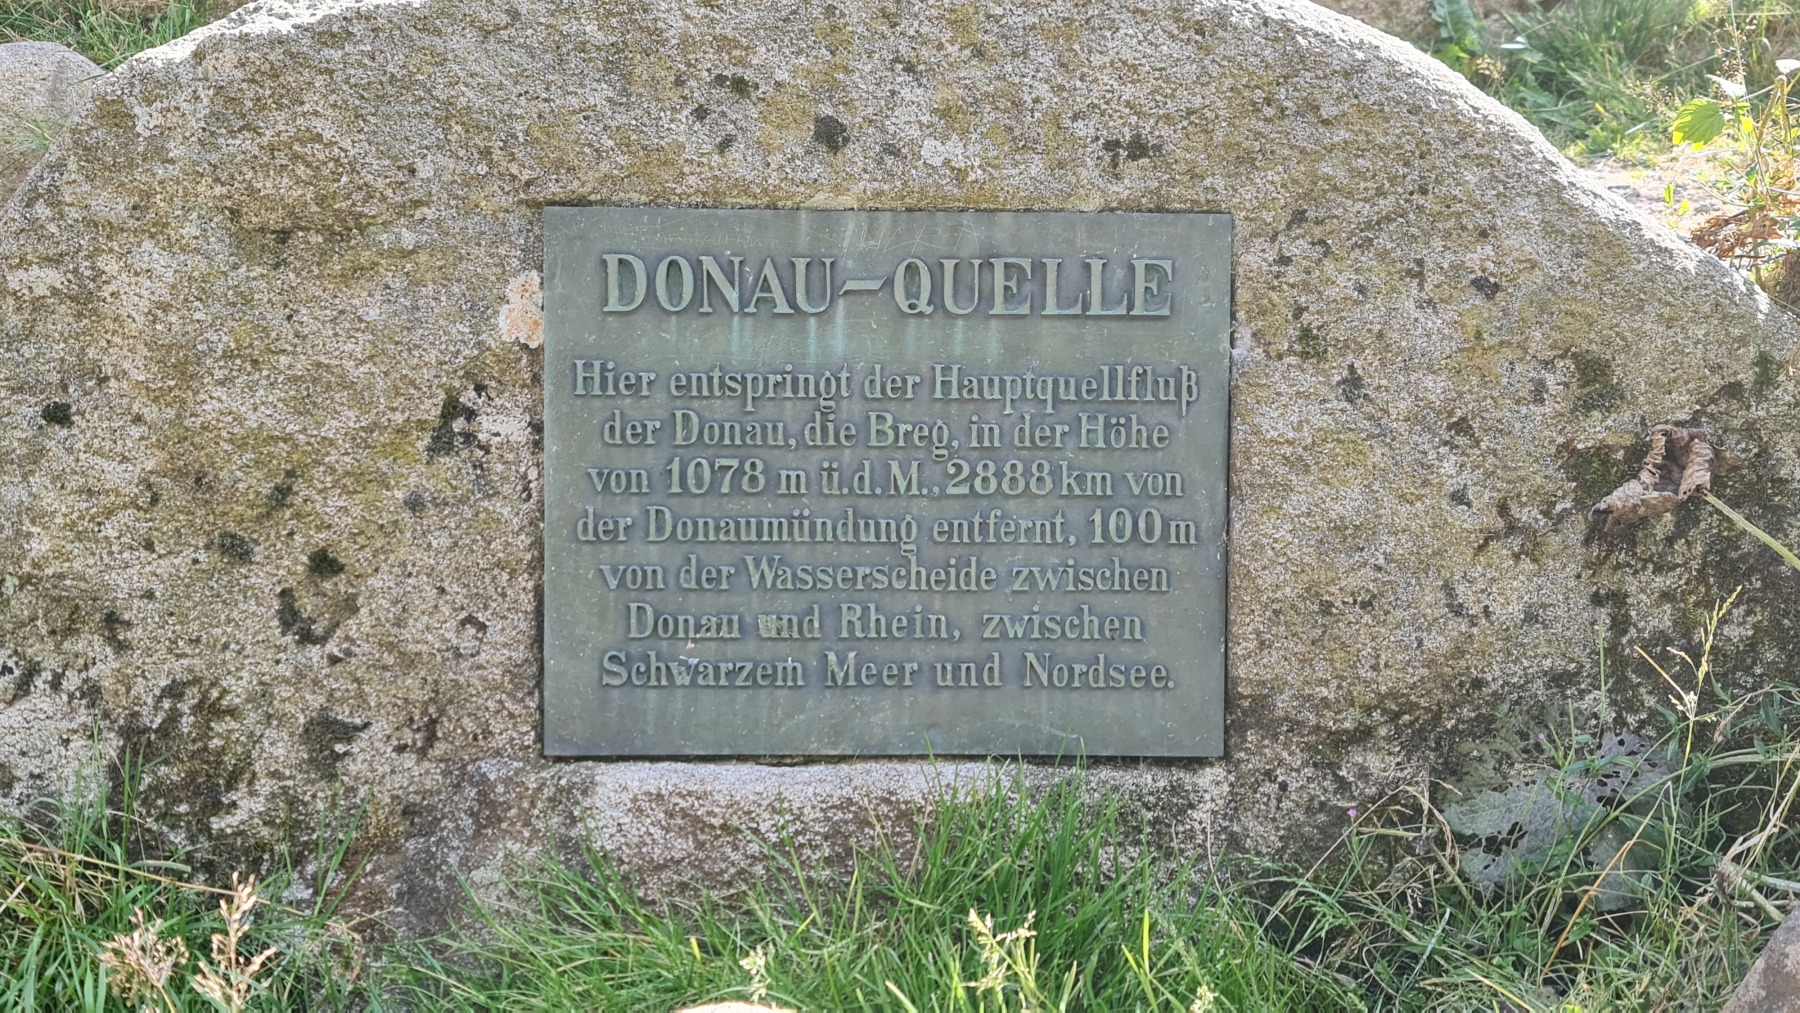 DONAU-QUELLE
Hier entspringt der Hauptquellfluß
der Donau, die Breg, in der Höhe
von 1078 m ü.d.M., 2888 km von
der Donaumündung entfernt, 100 m
von der Wasserscheide zwischen
Donau und Rhein, zwischen
Schwarzem Meer und Nordsee.